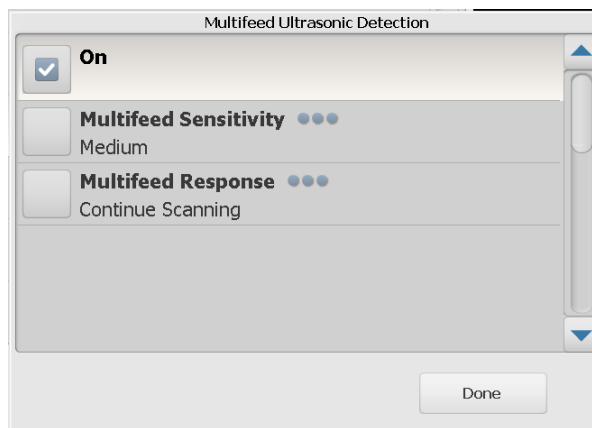 Multifeed Ultrasonic Detection
On
Multifeed Sensitivity
Medium
Multifeed Response
Continue Scanning
Done